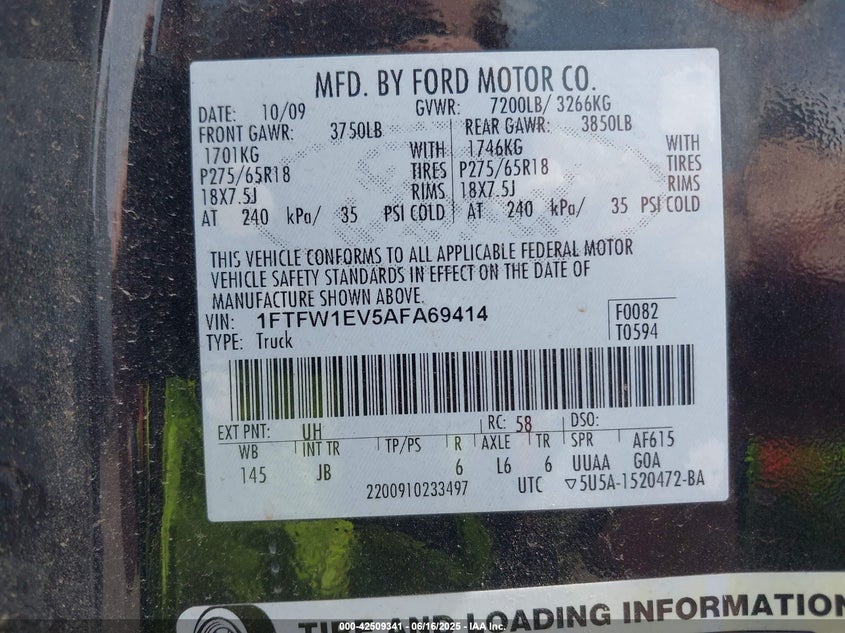 MFD. BY FORD MOTOR CO.
DATE: 10/09 GVWR: 7200LB/ 3266KG
FRONT GAWR: 3750LB REAR GAWR: 3850LB
1701KG WITH 1746KG WITH
P275/65R18 TIRES P275/65R18 TIRES
18X7.5J RIMS 18X7.5J RIMS
AT 240 kPa/ 35 PSI COLD AT 240 kPa/ 35 PSI COLD
THIS VEHICLE CONFORMS TO ALL APPLICABLE FEDERAL MOTOR
VEHICLE SAFETY STANDARDS IN EFFECT ON THE DATE OF
MANUFACTURE SHOWN ABOVE.
VIN: 1FTFW1EV5AFA69414 F0082
TYPE: Truck T0594
EXT PNT: UH RC: 58 DSO:
WB INT TR TP/PS R AXLE TR SPR AF615
145 JB 6 L6 6 UUAA GOA
2200910233497 UTC ▽5U5A-1520472-BA
TIRE AND LOADING INFORMATION
000-42509341 - 06/16/2025 - IAA Inc.